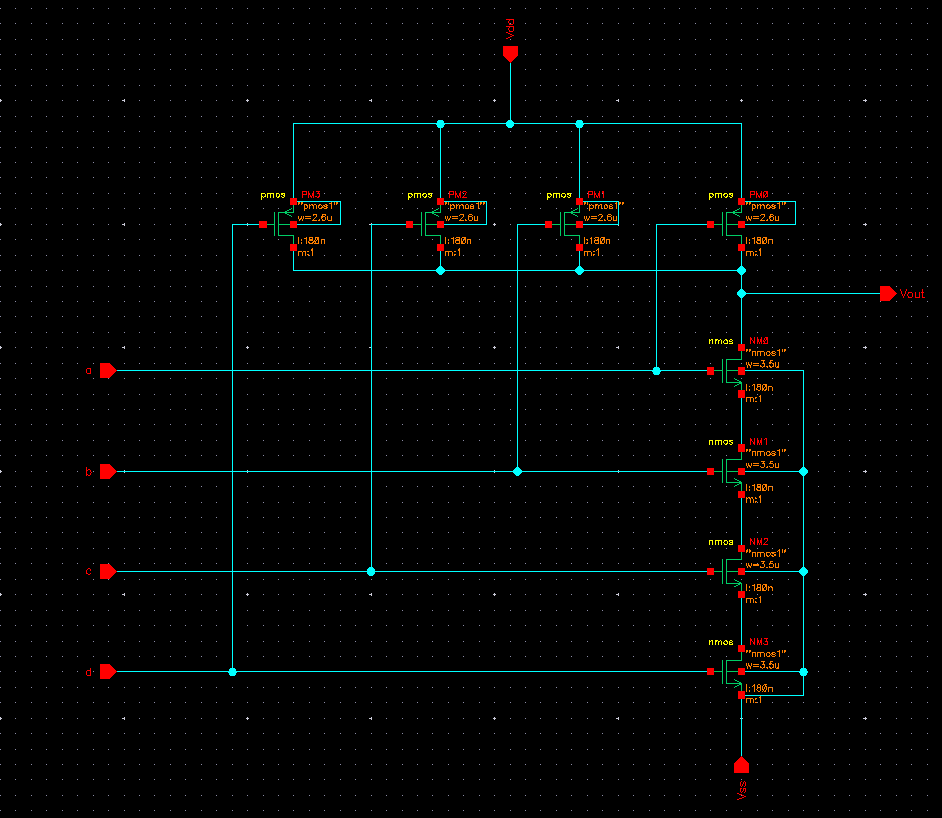 Vdd
pmos PM3
"pmos1"
w=2.6u
l:180n
m:1
pmos PM2
"pmos1"
w=2.6u
l:180n
m:1
pmos PM1
"pmos1"
w=2.6u
l:180n
m:1
pmos PM0
"pmos1"
w=2.6u
l:180n
m:1
Vout
a
nmos NM0
"nmos1"
w=3.5u
l:180n
m:1
b
nmos NM1
"nmos1"
w=3.5u
l:180n
m:1
c
nmos NM2
"nmos1"
w=3.5u
l:180n
m:1
d
nmos NM3
"nmos1"
w=3.5u
l:180n
m:1
Vss